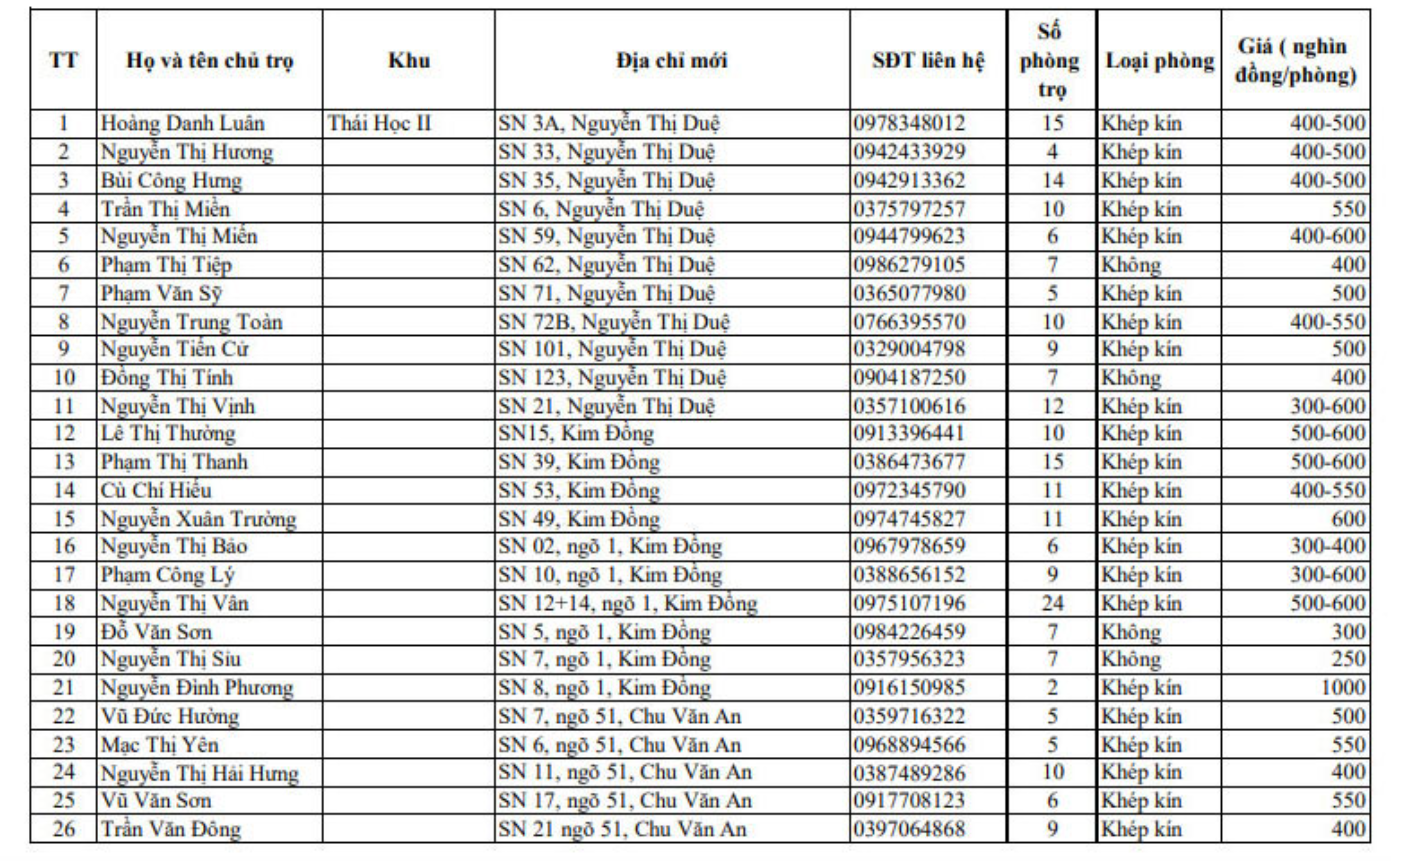 TT Họ và tên chủ trọ Khu Địa chỉ mới SĐT liên hệ Số phòng trọ Loại phòng Giá ( nghìn đồng/phòng)
1 Hoàng Danh Luân Thái Học II SN 3A, Nguyễn Thị Duệ 0978348012 15 Khép kín 400-500
2 Nguyễn Thị Hương SN 33, Nguyễn Thị Duệ 0942433929 4 Khép kín 400-500
3 Bùi Công Hưng SN 35, Nguyễn Thị Duệ 0942913362 14 Khép kín 400-500
4 Trần Thị Miền SN 6, Nguyễn Thị Duệ 0375797257 10 Khép kín 550
5 Nguyễn Thị Miến SN 59, Nguyễn Thị Duệ 0944799623 6 Khép kín 400-600
6 Phạm Thị Tiệp SN 62, Nguyễn Thị Duệ 0986279105 7 Không 400
7 Phạm Văn Sỹ SN 71, Nguyễn Thị Duệ 0365077980 5 Khép kín 500
8 Nguyễn Trung Toàn SN 72B, Nguyễn Thị Duệ 0766395570 10 Khép kín 400-550
9 Nguyễn Tiến Cứ SN 101, Nguyễn Thị Duệ 0329004798 9 Khép kín 500
10 Đồng Thị Tính SN 123, Nguyễn Thị Duệ 0904187250 7 Không 400
11 Nguyễn Thị Vịnh SN 21, Nguyễn Thị Duệ 0357100616 12 Khép kín 300-600
12 Lê Thị Thường SN15, Kim Đồng 0913396441 10 Khép kín 500-600
13 Phạm Thị Thanh SN 39, Kim Đồng 0386473677 15 Khép kín 500-600
14 Cù Chí Hiếu SN 53, Kim Đồng 0972345790 11 Khép kín 400-550
15 Nguyễn Xuân Trường SN 49, Kim Đồng 0974745827 11 Khép kín 600
16 Nguyễn Thị Bảo SN 02, ngõ 1, Kim Đồng 0967978659 6 Khép kín 300-400
17 Phạm Công Lý SN 10, ngõ 1, Kim Đồng 0388656152 9 Khép kín 300-600
18 Nguyễn Thị Vân SN 12+14, ngõ 1, Kim Đồng 0975107196 24 Khép kín 500-600
19 Đỗ Văn Sơn SN 5, ngõ 1, Kim Đồng 0984226459 7 Không 300
20 Nguyễn Thị Síu SN 7, ngõ 1, Kim Đồng 0357956323 7 Không 250
21 Nguyễn Đình Phương SN 8, ngõ 1, Kim Đồng 0916150985 2 Khép kín 1000
22 Vũ Đức Hường SN 7, ngõ 51, Chu Văn An 0359716322 5 Khép kín 500
23 Mạc Thị Yên SN 6, ngõ 51, Chu Văn An 0968894566 5 Khép kín 550
24 Nguyễn Thị Hải Hưng SN 11, ngõ 51, Chu Văn An 0387489286 10 Khép kín 400
25 Vũ Văn Sơn SN 17, ngõ 51, Chu Văn An 0917708123 6 Khép kín 550
26 Trần Văn Đông SN 21 ngõ 51, Chu Văn An 0397064868 9 Khép kín 400